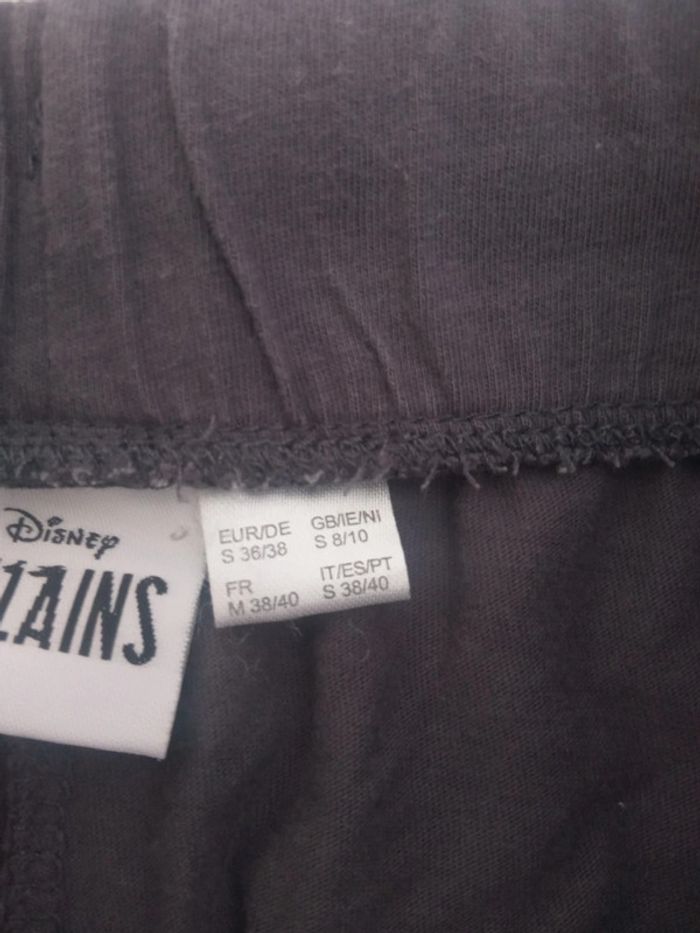 Disney
LAINS
EUR/DE
S 36/38
GB/IE/NI
S 8/10
FR
M 38/40
IT/ES/PT
S 38/40